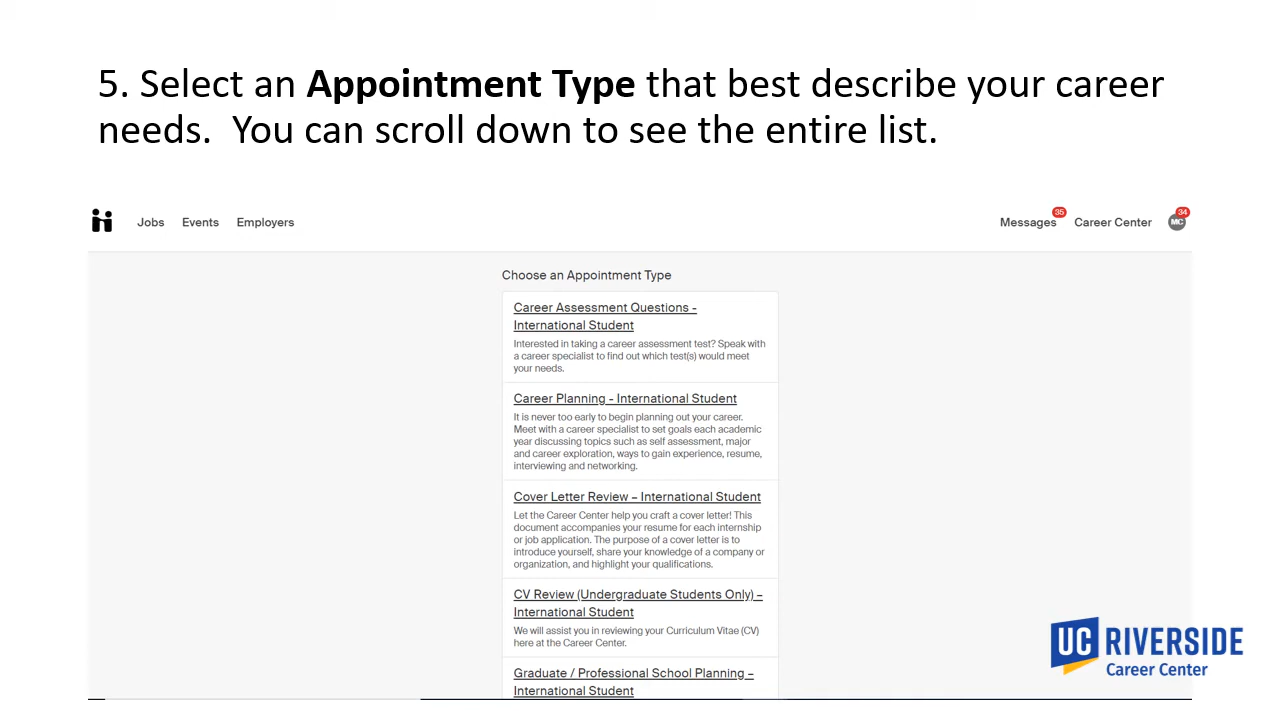 5. Select an Appointment Type that best describe your career
needs.  You can scroll down to see the entire list.
Jobs
Events
Employers
Messages
35
Career Center
34
MC
Choose an Appointment Type
Career Assessment Questions -
International Student
Interested in taking a career assessment test? Speak with
a career specialist to find out which test(s) would meet
your needs.
Career Planning - International Student
It is never too early to begin planning out your career.
Meet with a career specialist to set goals each academic
year discussing topics such as self assessment, major
and career exploration, ways to gain experience, resume,
interviewing and networking.
Cover Letter Review – International Student
Let the Career Center help you craft a cover letter! This
document accompanies your resume for each internship
or job application. The purpose of a cover letter is to
introduce yourself, share your knowledge of a company or
organization, and highlight your qualifications.
CV Review (Undergraduate Students Only) –
International Student
We will assist you in reviewing your Curriculum Vitae (CV)
here at the Career Center.
Graduate / Professional School Planning –
International Student
UC RIVERSIDE
Career Center